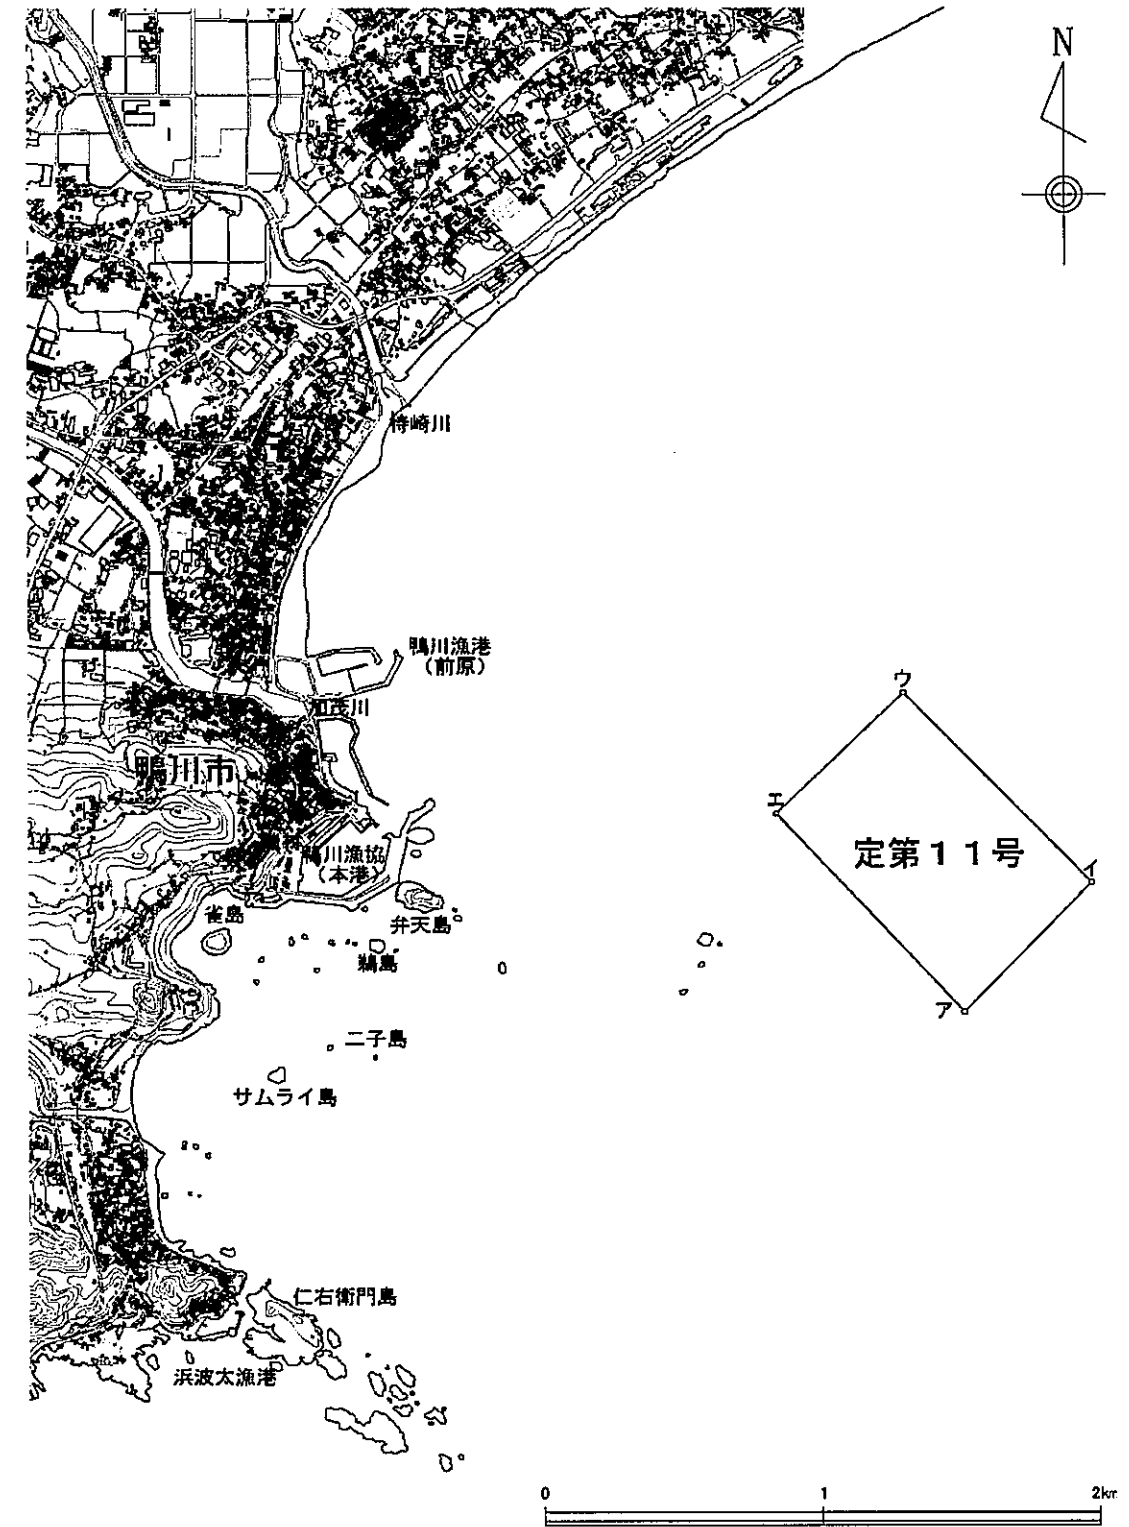 N
待崎川
鴨川漁港
（前原）
加茂川
ウ
鴨川市
エ
定第１１号
イ
鴨川漁協
（本港）
雀島
弁天島
鵜島
ア
二子島
サムライ島
仁右衛門島
浜波太漁港
0 1 2km